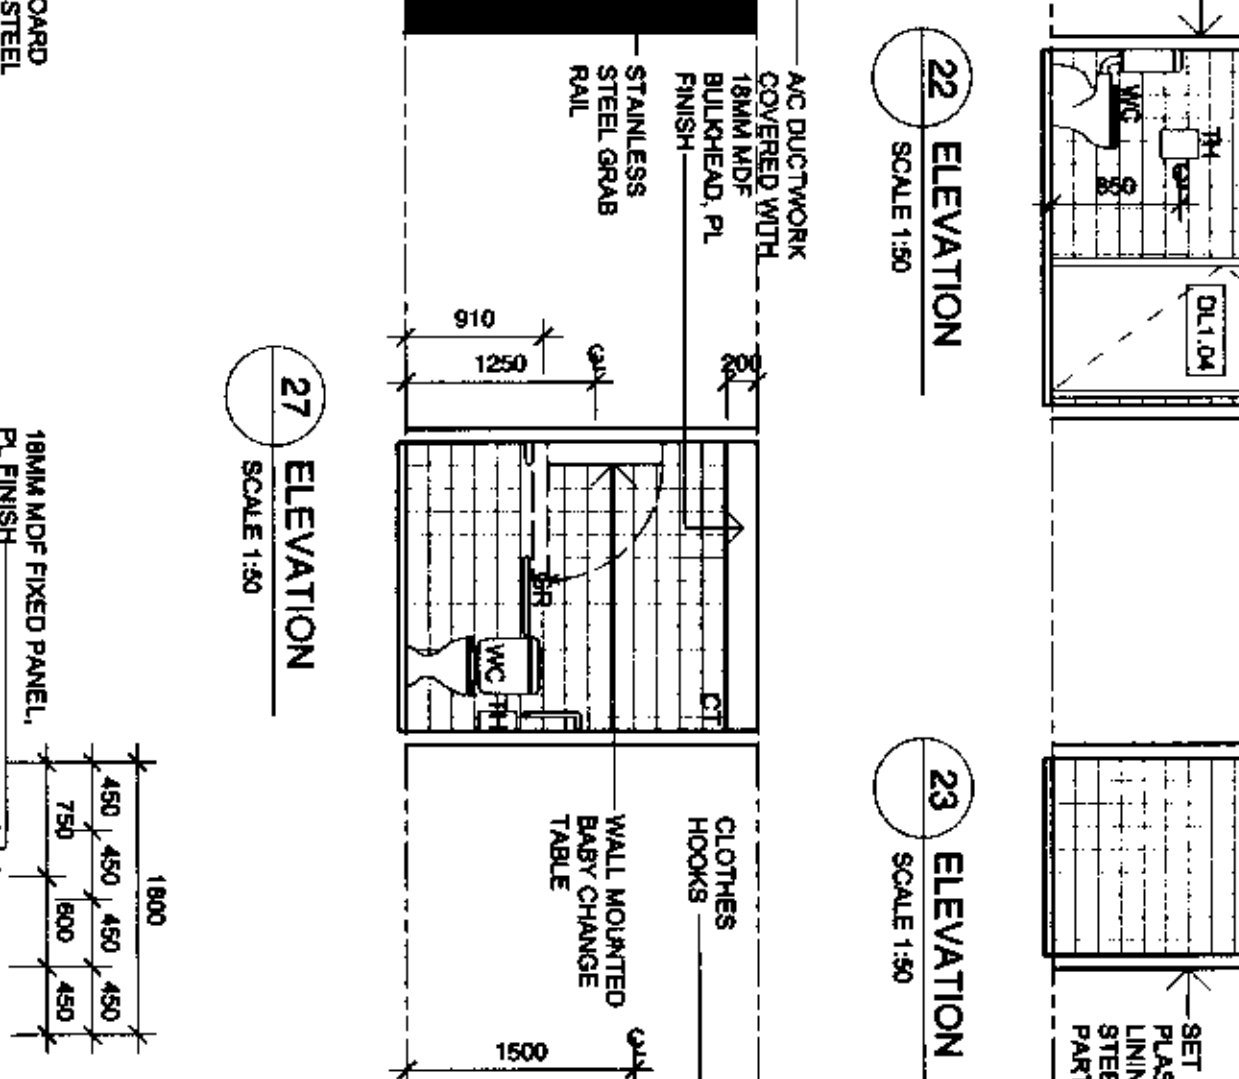 OARD
STEEL
A/C DUCTWORK
COVERED WITH
18MM MDF
BULKHEAD, PL
FINISH
STAINLESS
STEEL GRAB
RAIL
22
ELEVATION
SCALE 1:50
WC
TH
850
DL1.04
910
1250
200
27
ELEVATION
SCALE 1:50
GR
WC
TH
CT
18MM MDF FIXED PANEL,
PL FINISH
450
450
450
450
750
600
450
1800
WALL MOUNTED
BABY CHANGE
TABLE
CLOTHES
HOOKS
1500
23
ELEVATION
SCALE 1:50
SET
PLAS
LININ
STEE
PART